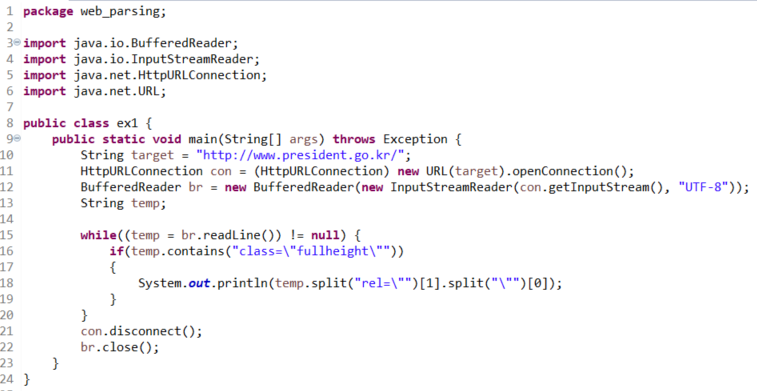 1 package web_parsing;
2
3 import java.io.BufferedReader;
4 import java.io.InputStreamReader;
5 import java.net.HttpURLConnection;
6 import java.net.URL;
7
8 public class ex1 {
9     public static void main(String[] args) throws Exception {
10         String target = "http://www.president.go.kr/";
11         HttpURLConnection con = (HttpURLConnection) new URL(target).openConnection();
12         BufferedReader br = new BufferedReader(new InputStreamReader(con.getInputStream(), "UTF-8"));
13         String temp;
14
15         while((temp = br.readLine()) != null) {
16             if(temp.contains("class=\"fullheight\""))
17             {
18                 System.out.println(temp.split("rel=\"")[1].split("\"")[0]);
19             }
20         }
21         con.disconnect();
22         br.close();
23     }
24 }